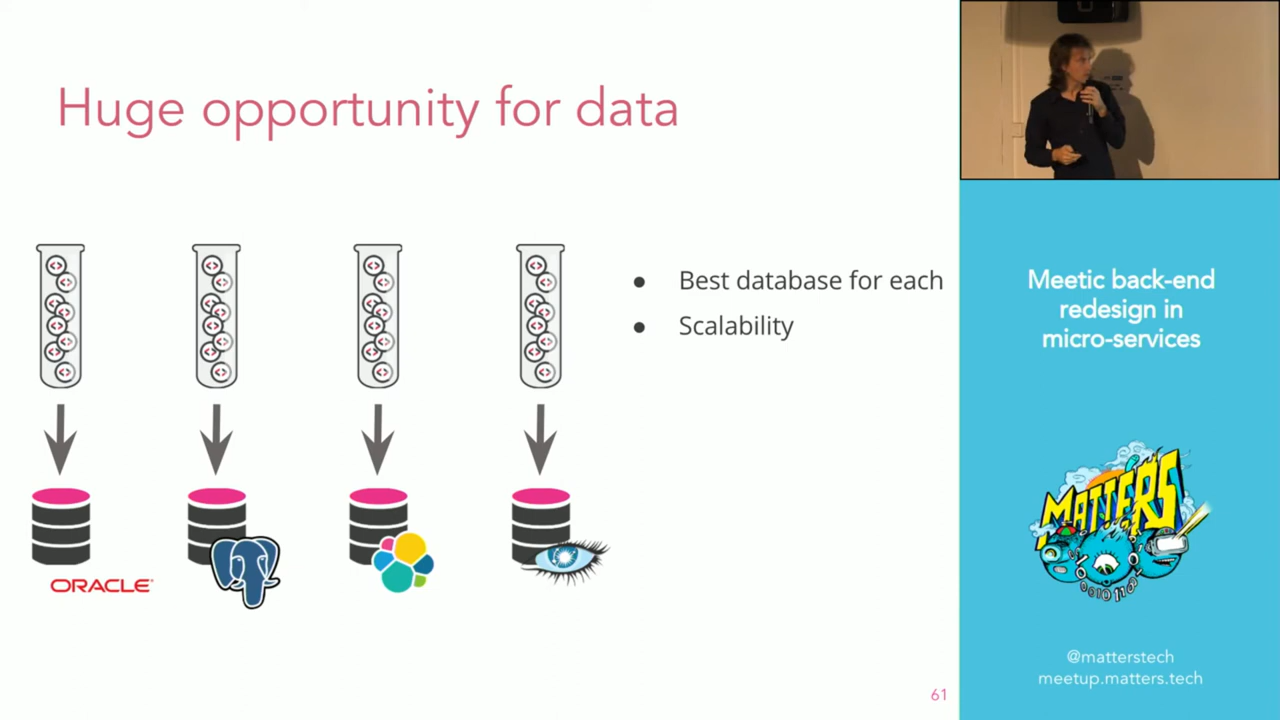 Huge opportunity for data
Best database for each
Scalability
ORACLE
61
Meetic back-end
redesign in
micro-services
MATTERS
@matterstech
meetup.matters.tech